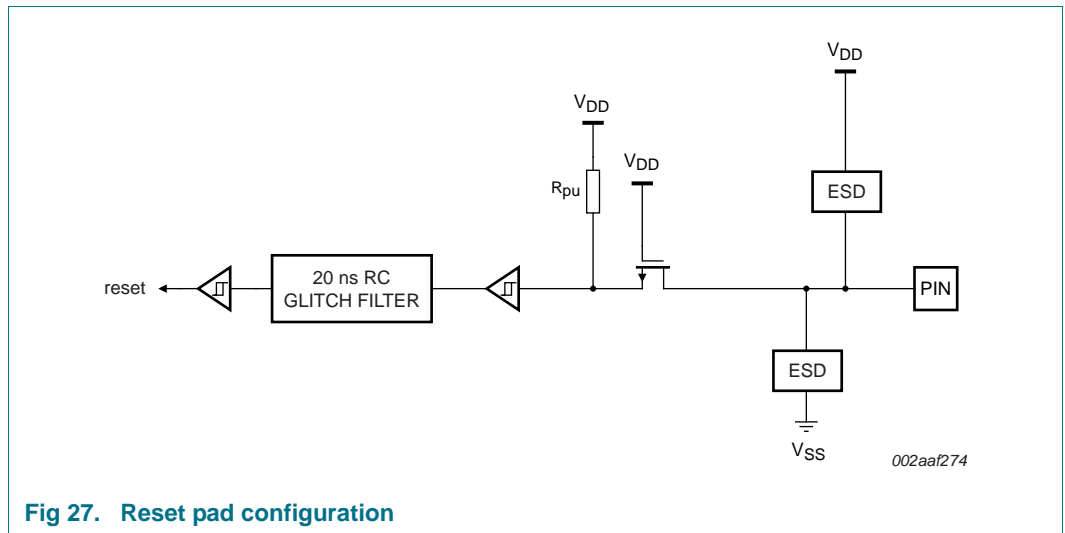 VDD
VDD
VDD
Rpu
ESD
reset
20 ns RC
GLITCH FILTER
PIN
ESD
VSS
002aaf274
Fig 27. Reset pad configuration